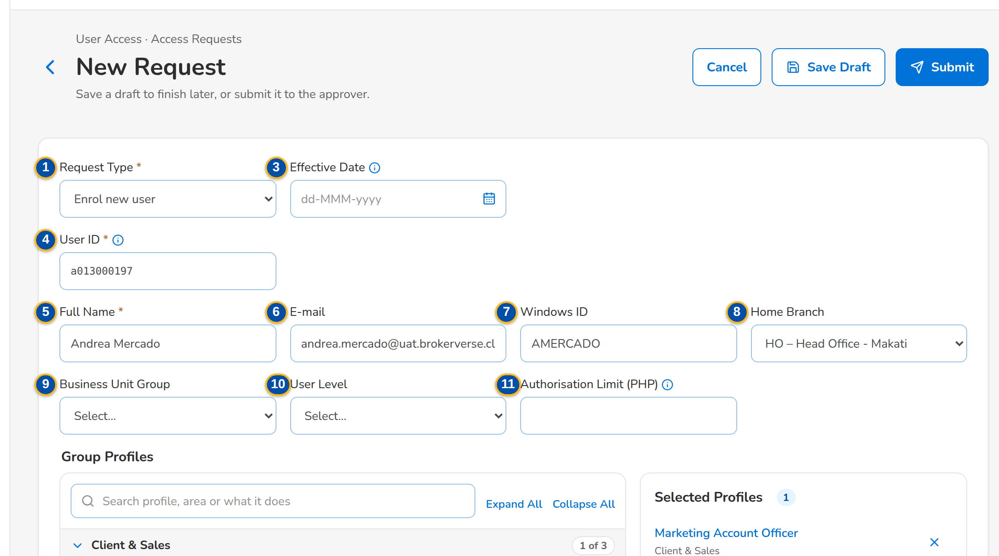 User Access · Access Requests
New Request
Save a draft to finish later, or submit it to the approver.
Cancel
Save Draft
Submit
1 Request Type *
3 Effective Date
Enrol new user
dd-MMM-yyyy
4 User ID *
a013000197
5 Full Name *
6 E-mail
7 Windows ID
8 Home Branch
Andrea Mercado
andrea.mercado@uat.brokerverse.cl
AMERCADO
HO – Head Office - Makati
9 Business Unit Group
10 User Level
11 Authorisation Limit (PHP)
Select...
Select...
Group Profiles
Search profile, area or what it does
Expand All
Collapse All
Client & Sales
1 of 3
Selected Profiles 1
Marketing Account Officer
Client & Sales